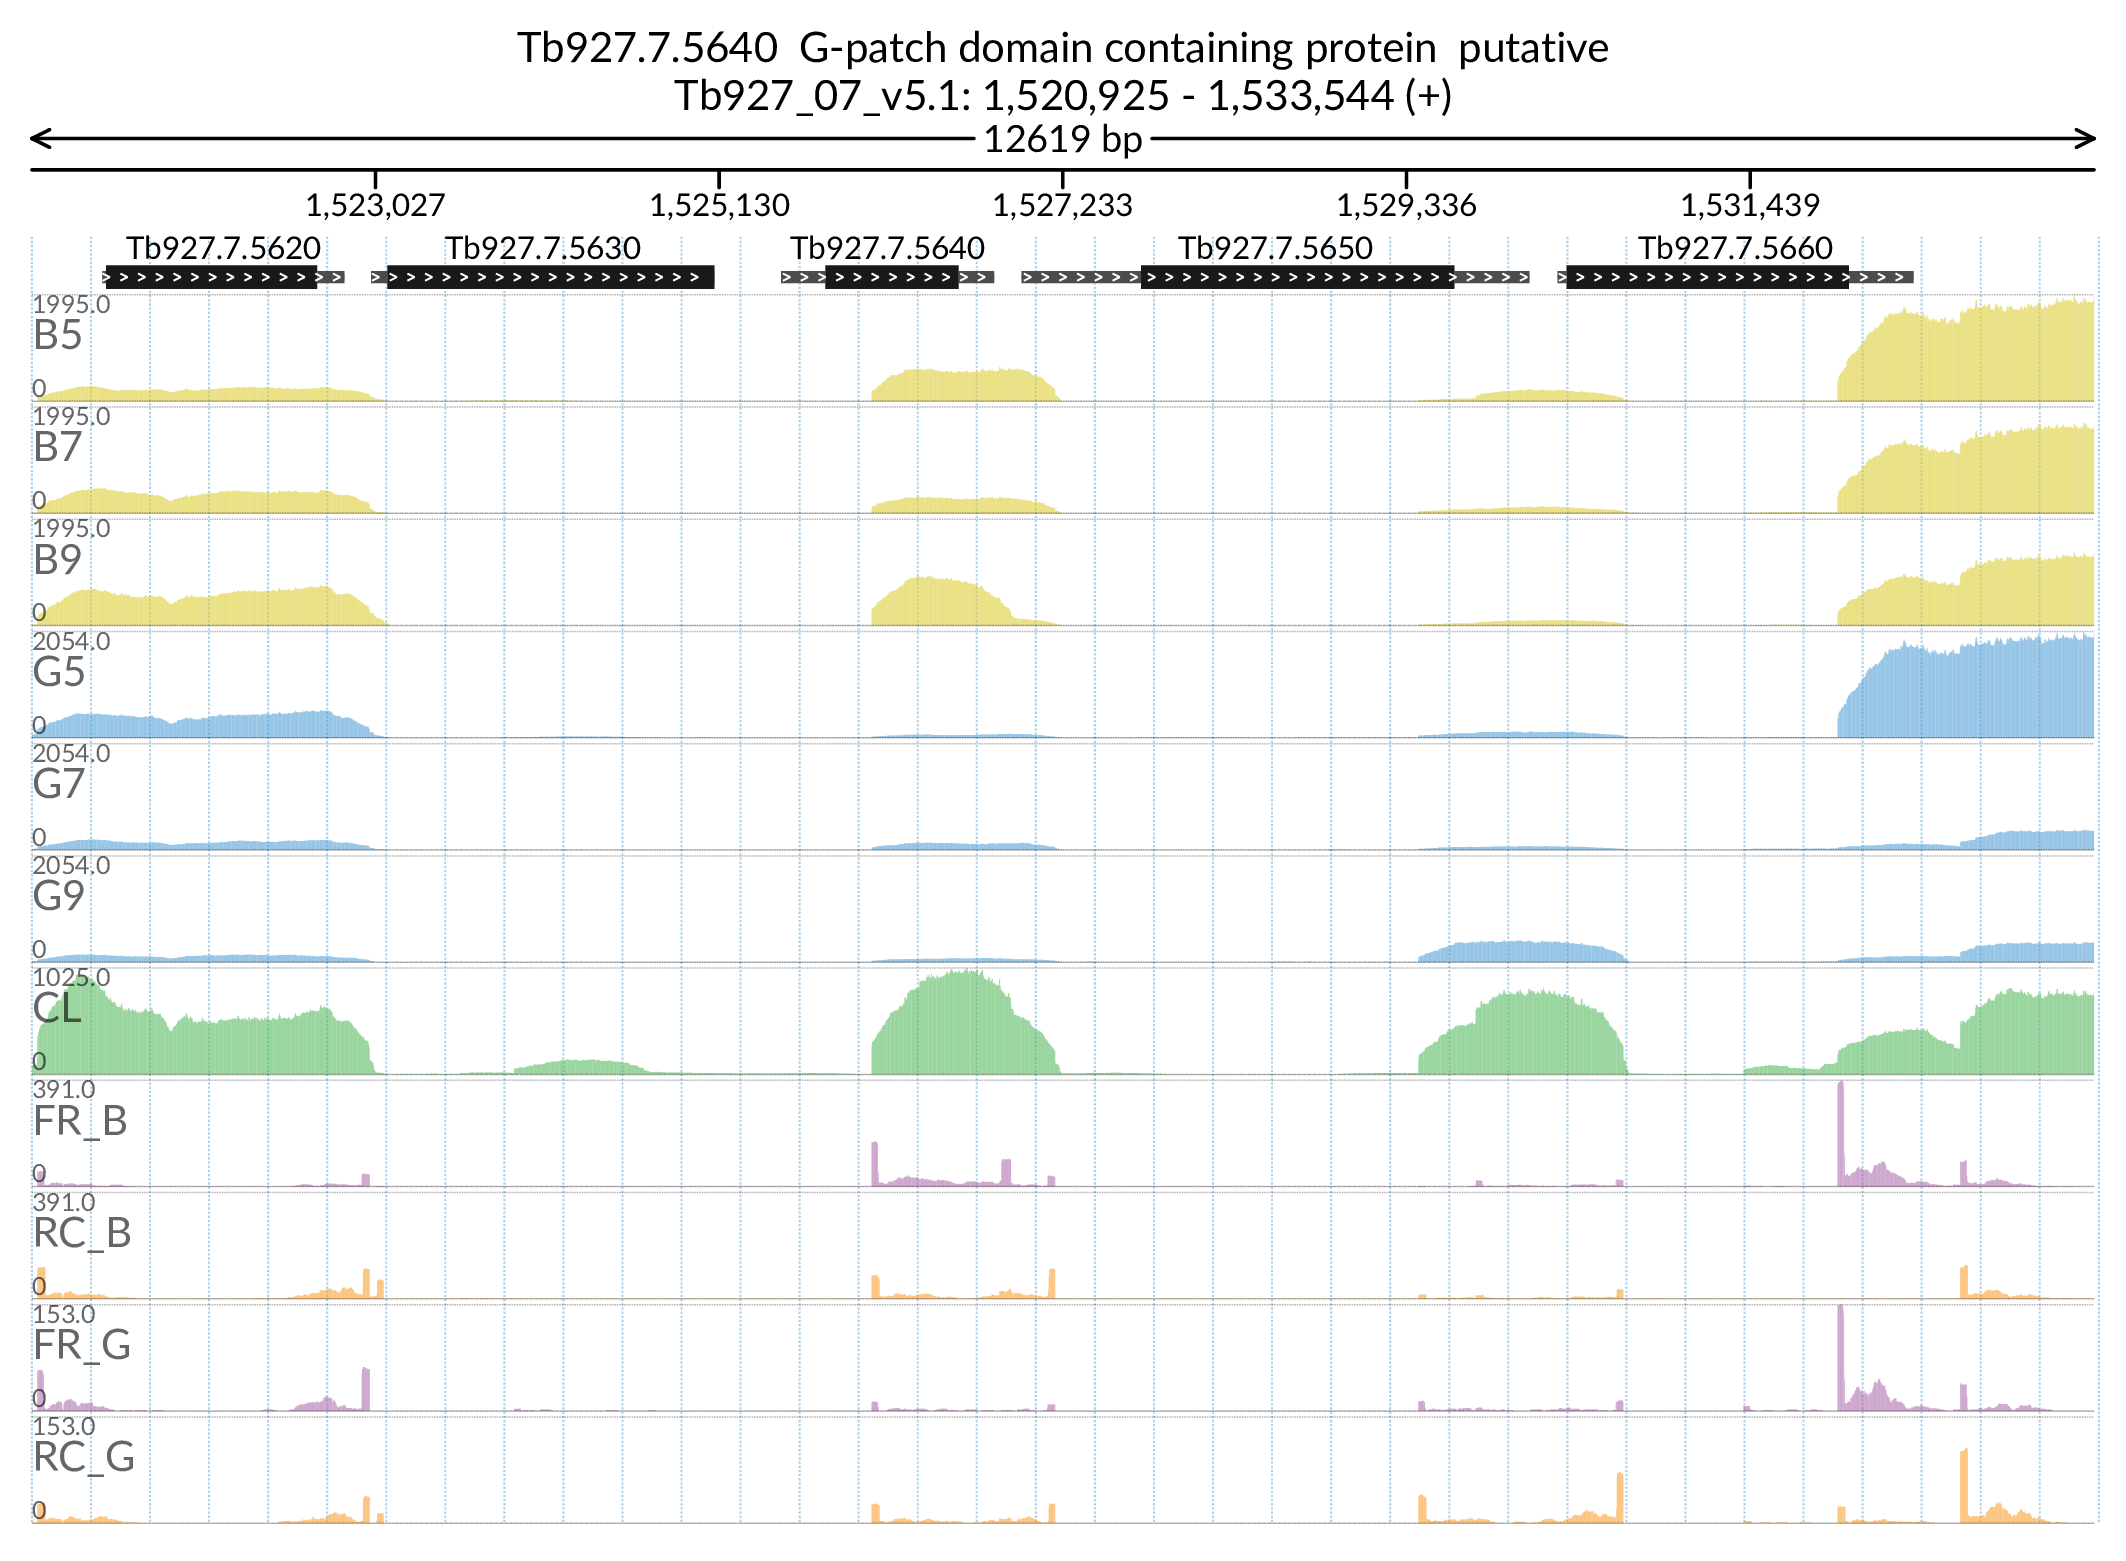 Tb927.7.5640 G-patch domain containing protein putative
Tb927_07_v5.1: 1,520,925 - 1,533,544 (+)
12619 bp
1,523,027 1,525,130 1,527,233 1,529,336 1,531,439
Tb927.7.5620 Tb927.7.5630 Tb927.7.5640 Tb927.7.5650 Tb927.7.5660
1995.0
B5
0
1995.0
B7
0
1995.0
B9
0
2054.0
G5
0
2054.0
G7
0
2054.0
G9
0
1025.0
CL
0
391.0
FR_B
0
391.0
RC_B
0
153.0
FR_G
0
153.0
RC_G
0